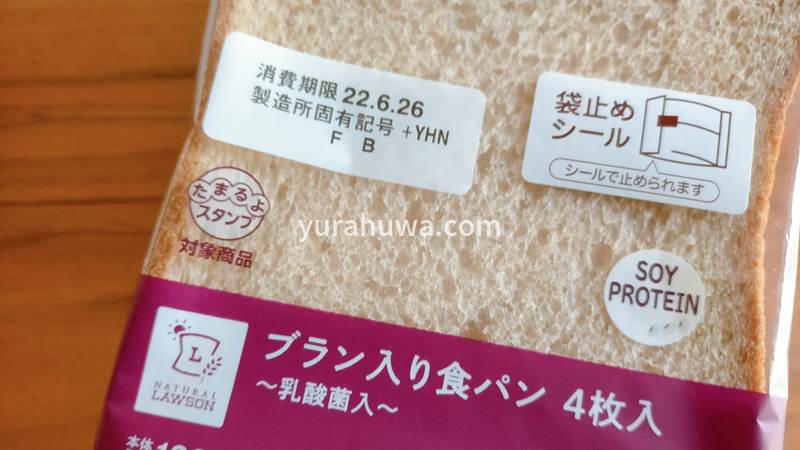 消費期限 22.6.26
製造所固有記号 +YHN
F B
袋止め
シール
シールで止められます
たまるよ
スタンプ
対象商品
yurahuwa.com
SOY
PROTEIN
L
NATURAL
LAWSON
ブラン入り食パン 4枚入
~乳酸菌入~
本体